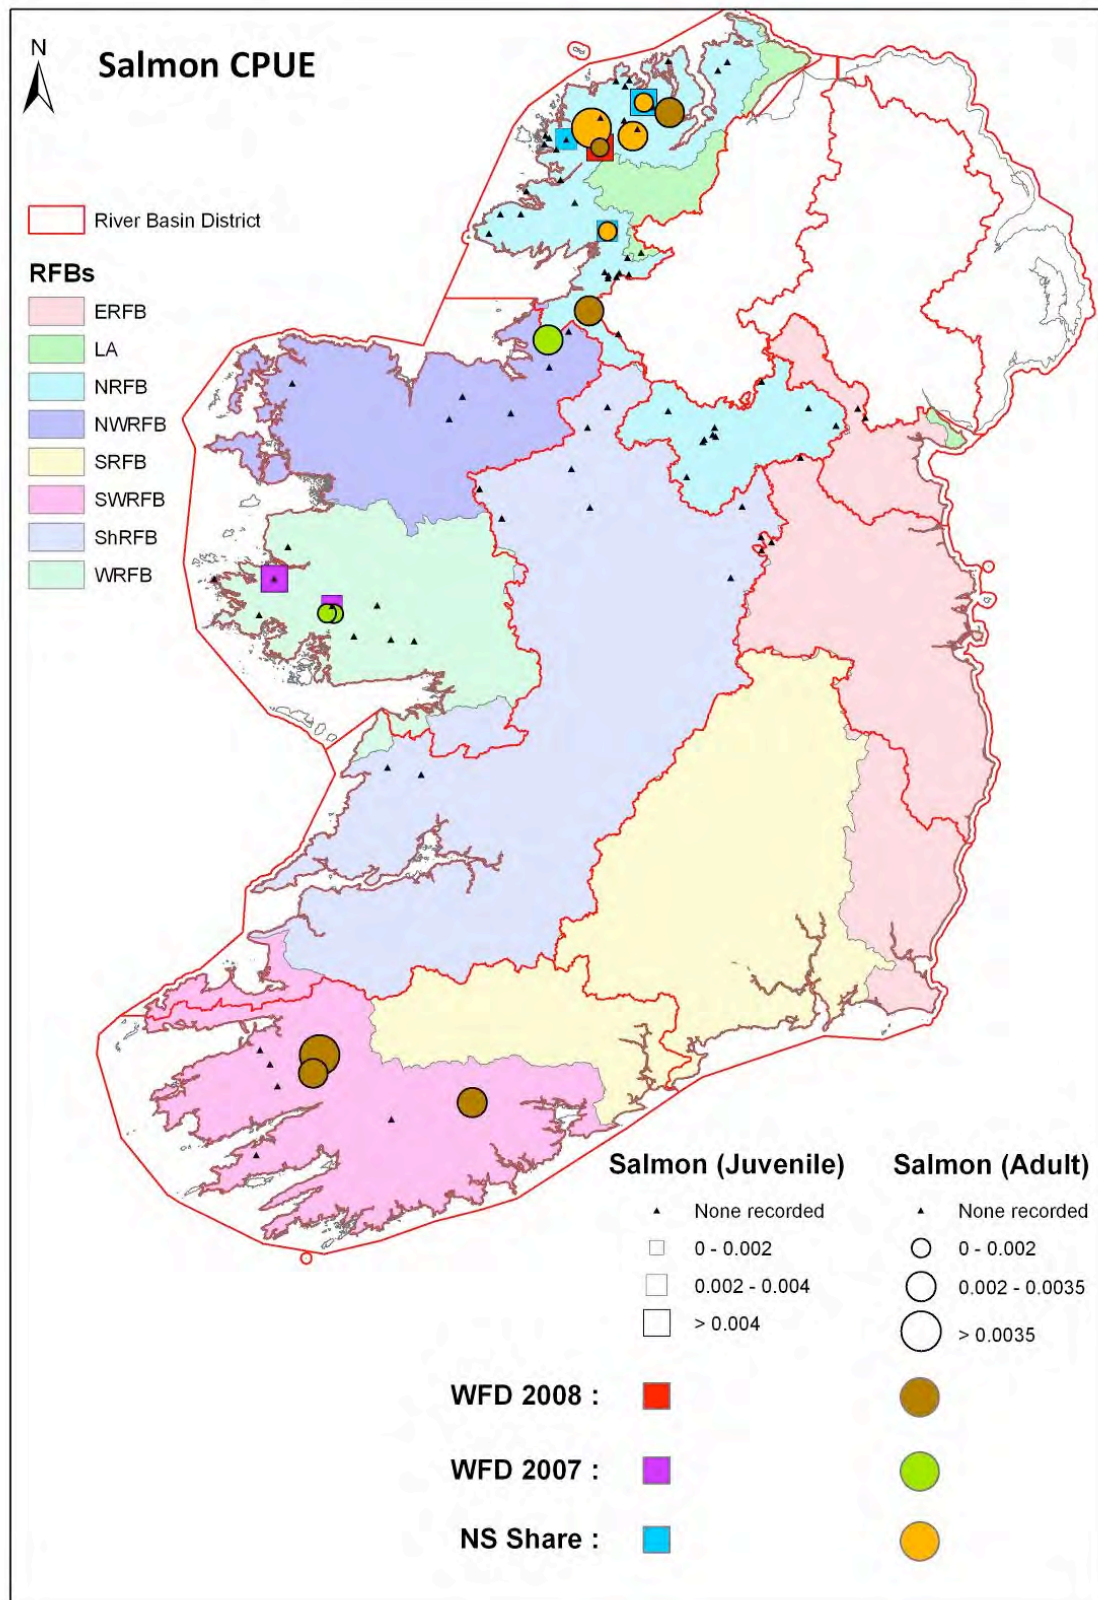 N
Salmon CPUE
River Basin District
RFBs
ERFB
LA
NRFB
NWRFB
SRFB
SWRFB
ShRFB
WRFB
Salmon (Juvenile)
None recorded
0 - 0.002
0.002 - 0.004
> 0.004
Salmon (Adult)
None recorded
0 - 0.002
0.002 - 0.0035
> 0.0035
WFD 2008 :
WFD 2007 :
NS Share :